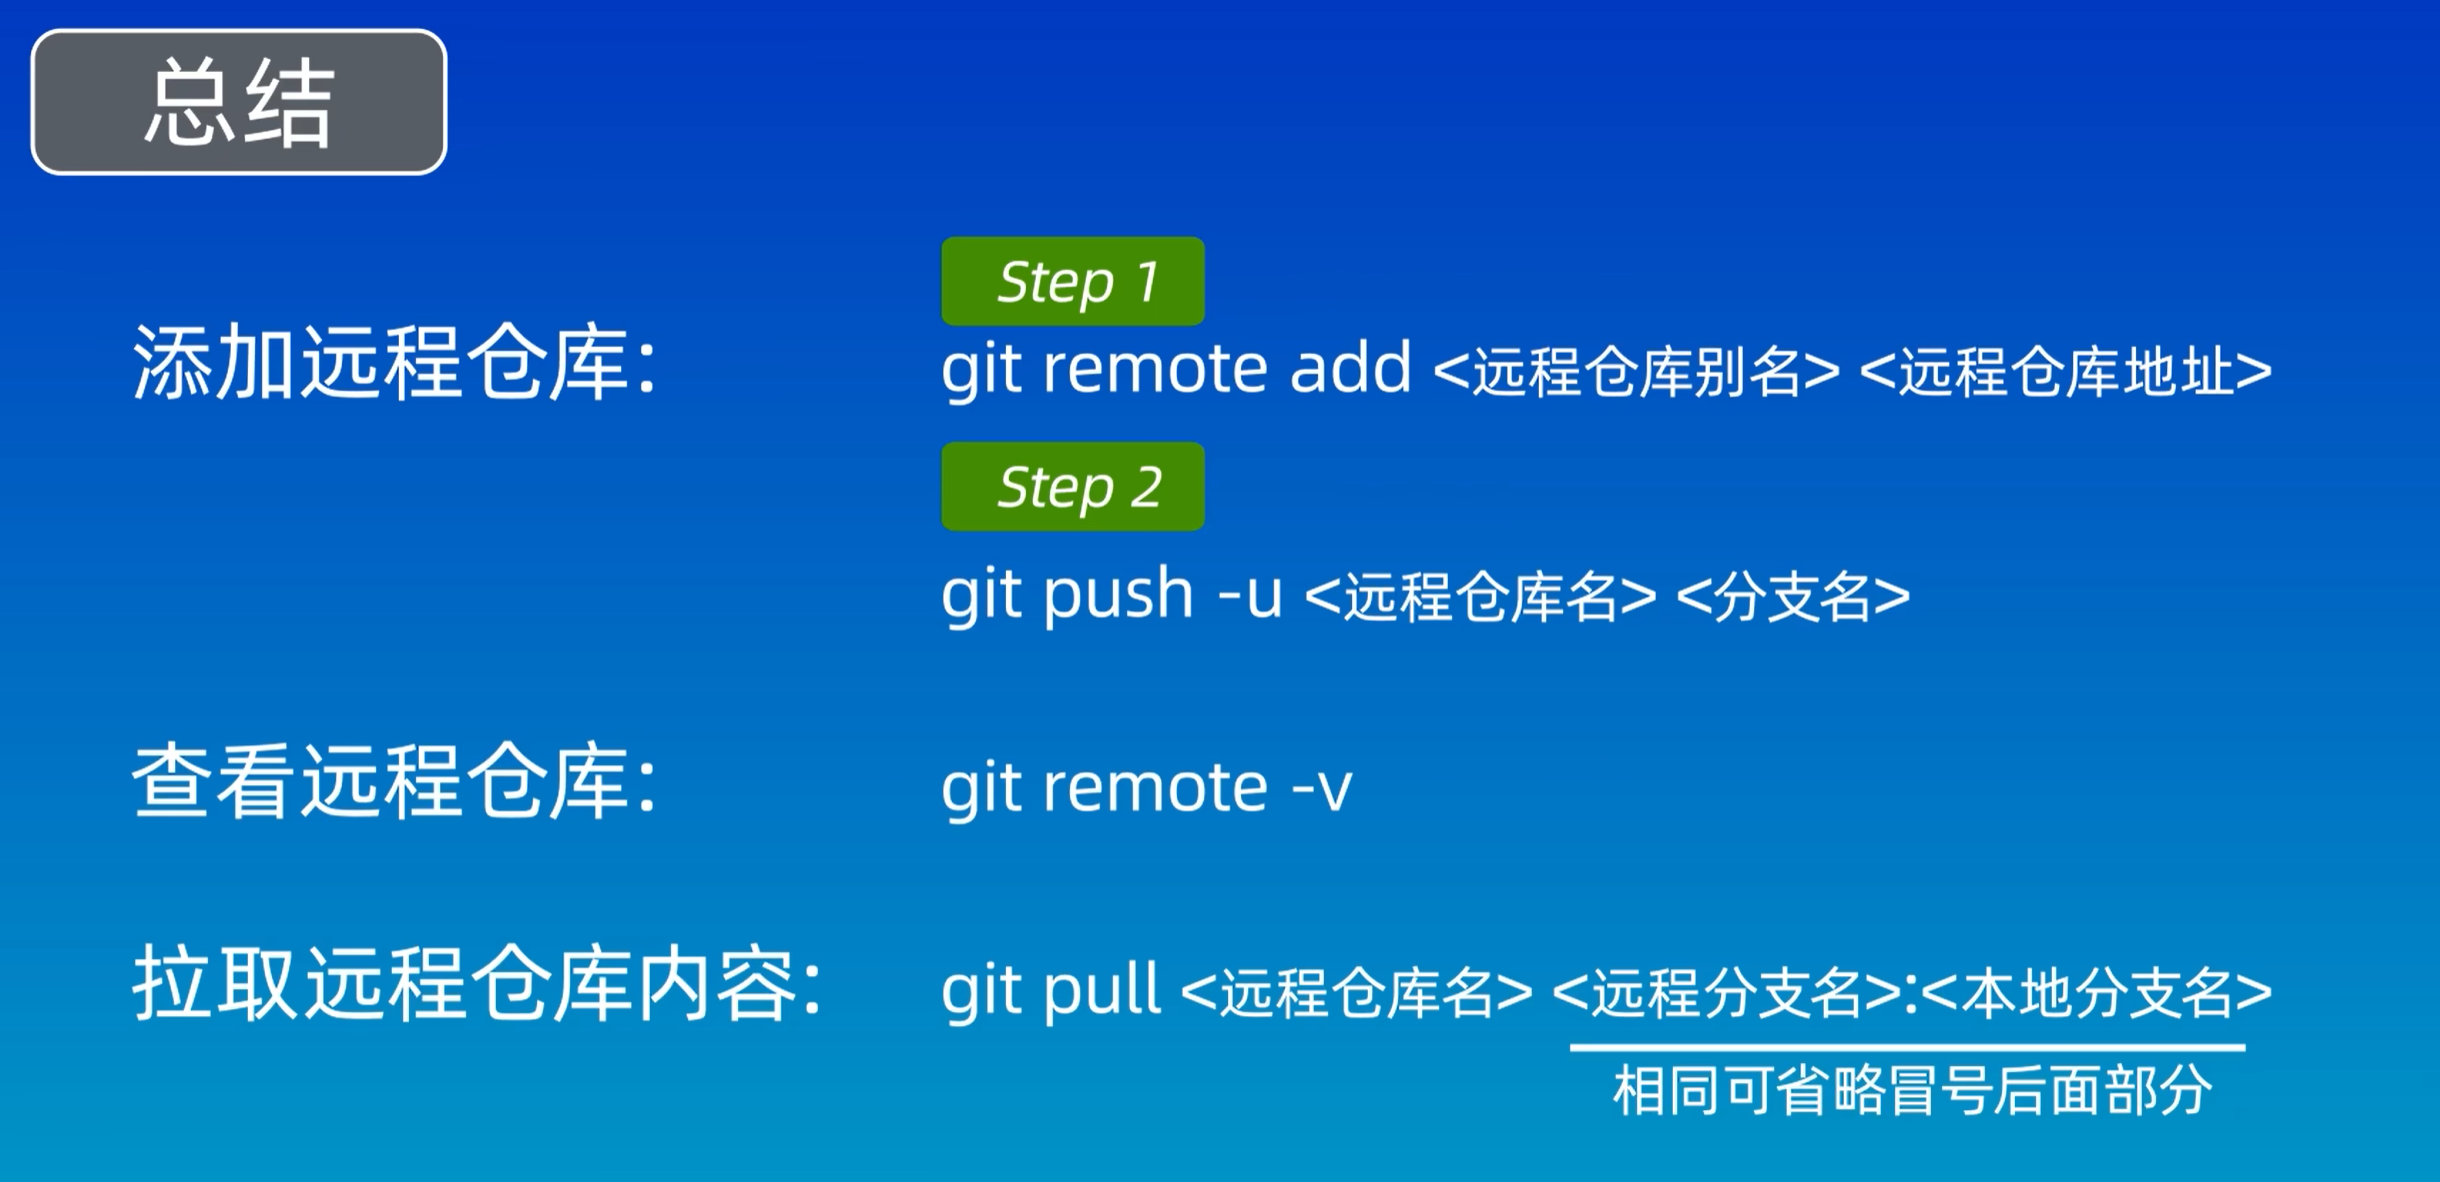 总结
Step 1
添加远程仓库: git remote add <远程仓库别名> <远程仓库地址>
Step 2
git push -u <远程仓库名> <分支名>
查看远程仓库: git remote -v
拉取远程仓库内容: git pull <远程仓库名> <远程分支名>:<本地分支名>
相同可省略冒号后面部分